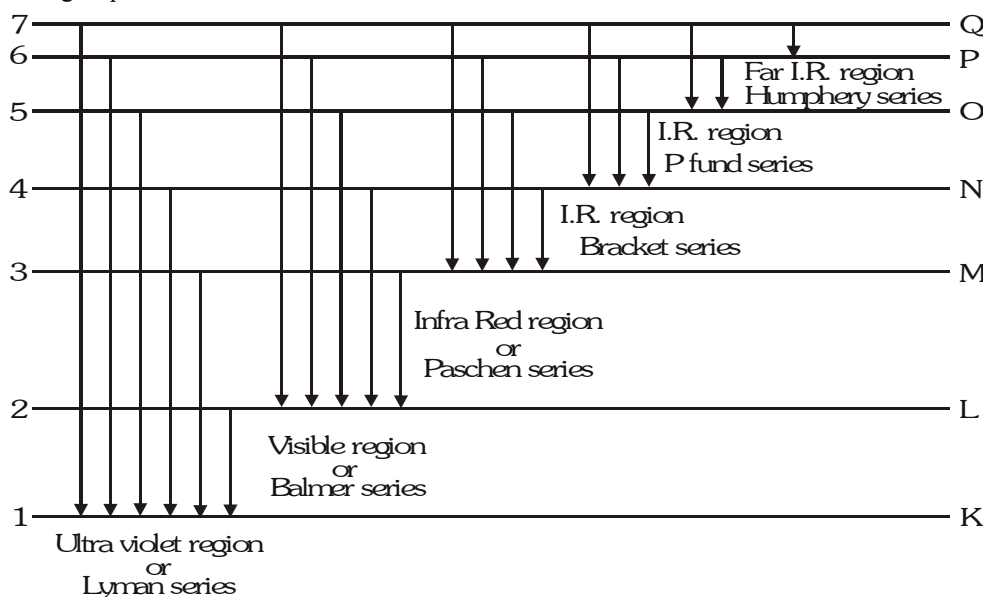 7 Q
6 P
Far I.R. region
Humphery series
5 O
I.R. region
P fund series
4 N
I.R. region
Bracket series
3 M
Infra Red region
or
Paschen series
2 L
Visible region
or
Balmer series
1 K
Ultra violet region
or
Lyman series